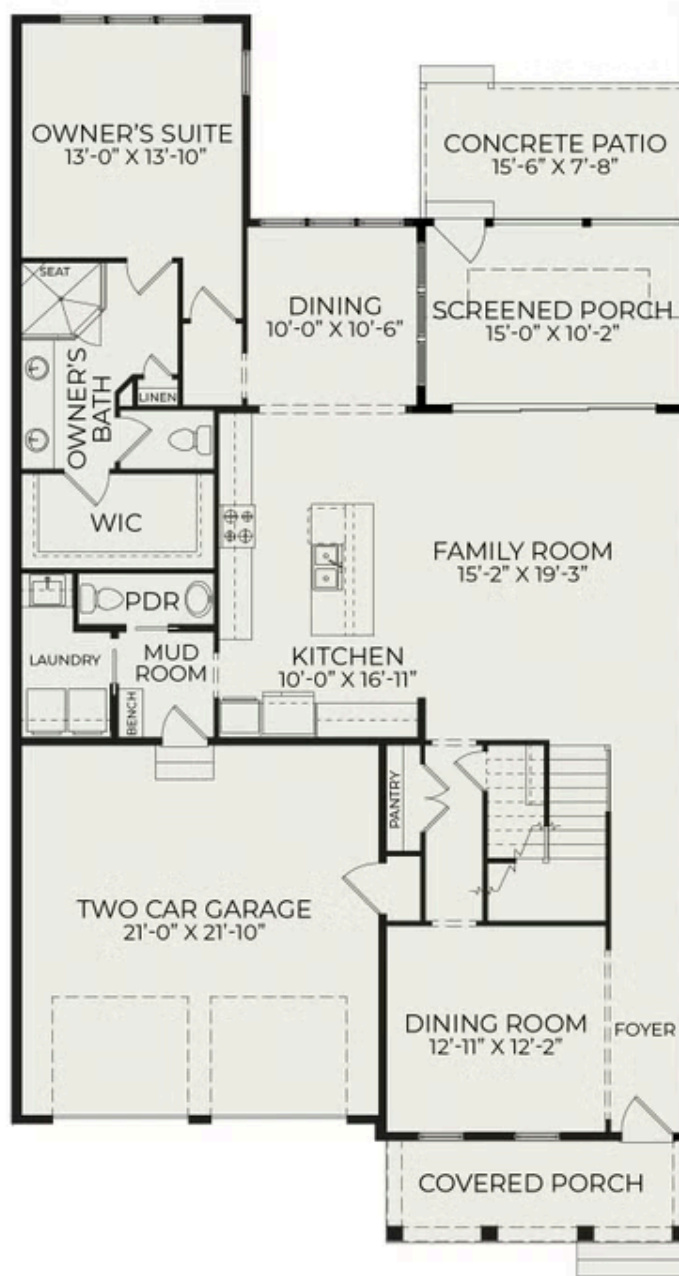 OWNER'S SUITE
13'-0" X 13'-10"
CONCRETE PATIO
15'-6" X 7'-8"
SEAT
DINING
10'-0" X 10'-6"
SCREENED PORCH
15'-0" X 10'-2"
OWNER'S
BATH
LINEN
WIC
FAMILY ROOM
15'-2" X 19'-3"
PDR
LAUNDRY
MUD
ROOM
KITCHEN
10'-0" X 16'-11"
BENCH
PANTRY
TWO CAR GARAGE
21'-0" X 21'-10"
DINING ROOM
12'-11" X 12'-2"
FOYER
COVERED PORCH